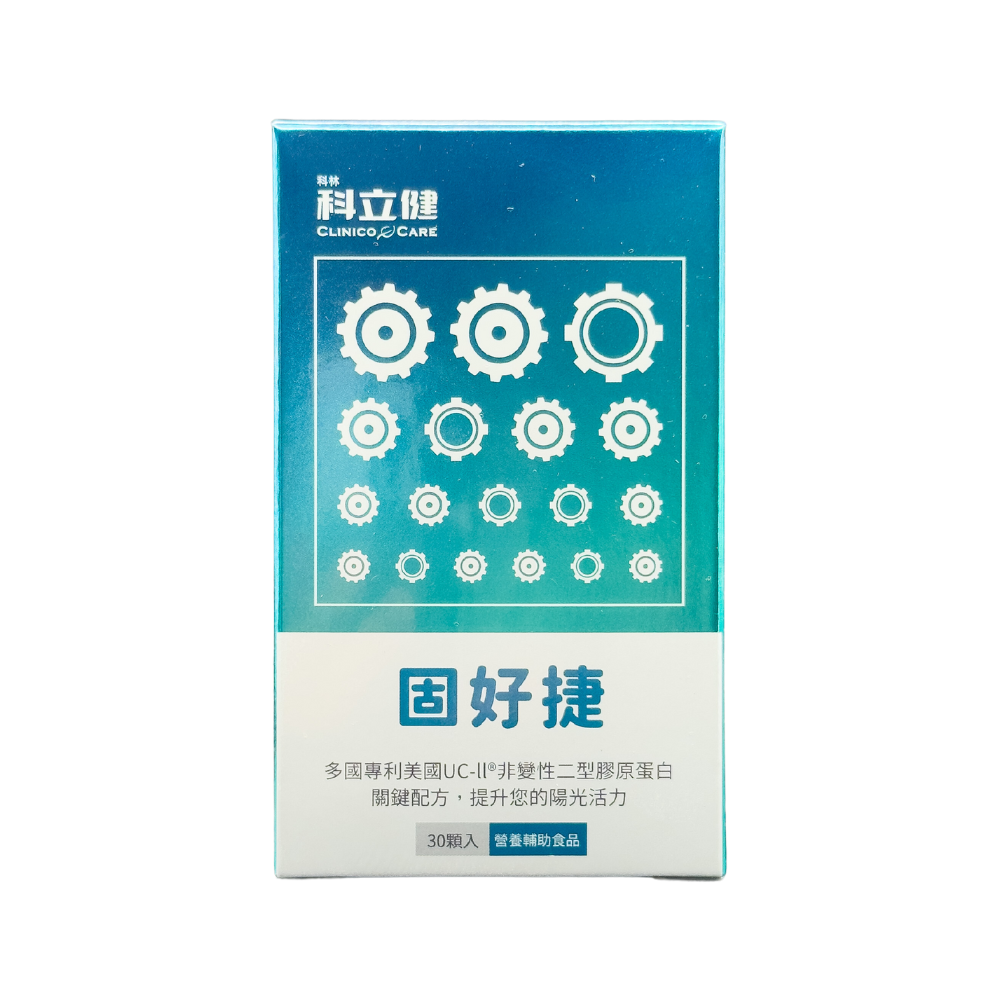 科林
科立健
CLINICO CARE
固好捷
多國專利美國UC-ll®非變性二型膠原蛋白
關鍵配方，提升您的陽光活力
30顆入 營養輔助食品